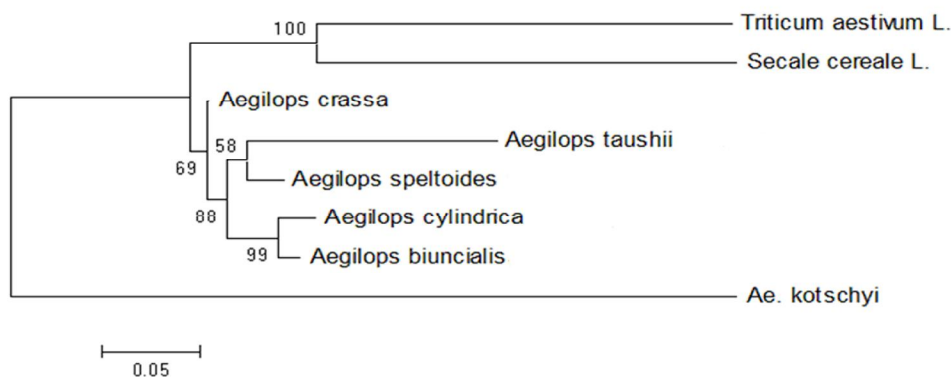 100
Triticum aestivum L.
Secale cereale L.
Aegilops crassa
58
Aegilops taushii
69
Aegilops speltoides
88
Aegilops cylindrica
99
Aegilops biuncialis
Ae. kotschyi
0.05